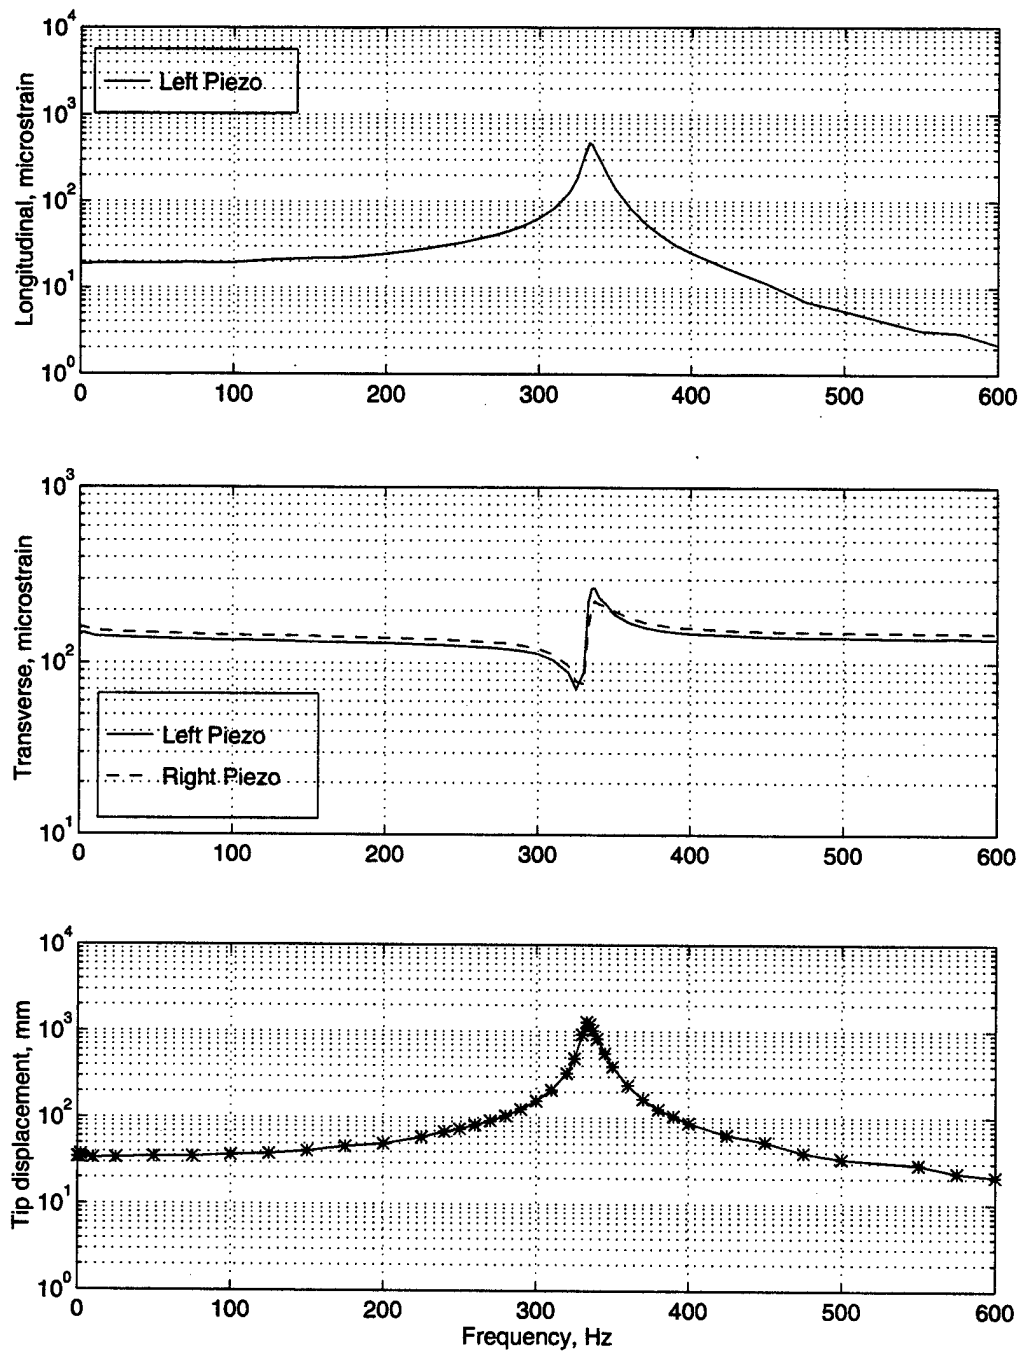 10^4
Left Piezo
10^3
10^2
10^1
10^0
Longitudinal, microstrain
0 100 200 300 400 500 600
10^3
10^2
Left Piezo
Right Piezo
10^1
Transverse, microstrain
0 100 200 300 400 500 600
10^4
10^3
10^2
10^1
10^0
Tip displacement, mm
0 100 200 300 400 500 600
Frequency, Hz